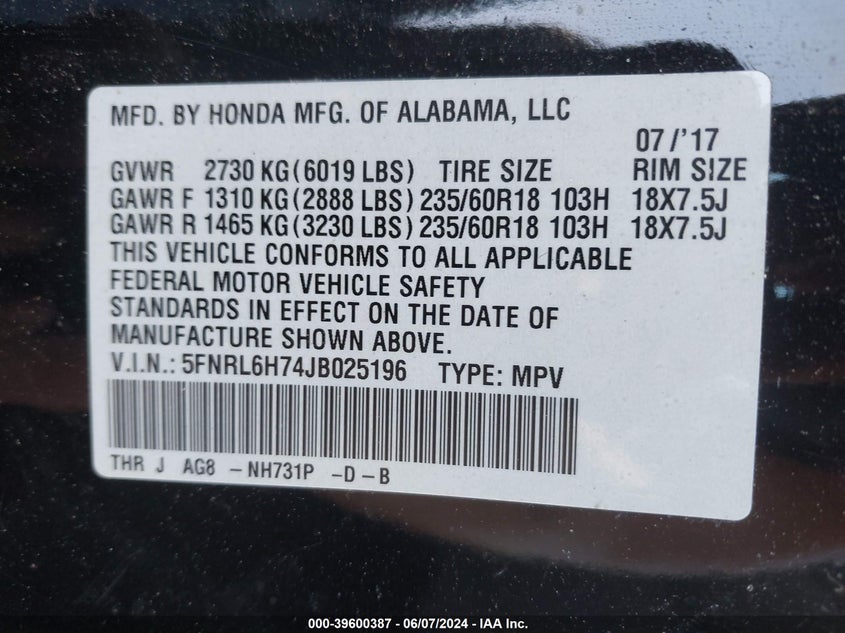 MFD. BY HONDA MFG. OF ALABAMA, LLC
07/'17
GVWR 2730 KG(6019 LBS) TIRE SIZE RIM SIZE
GAWR F 1310 KG(2888 LBS) 235/60R18 103H 18X7.5J
GAWR R 1465 KG(3230 LBS) 235/60R18 103H 18X7.5J
THIS VEHICLE CONFORMS TO ALL APPLICABLE
FEDERAL MOTOR VEHICLE SAFETY
STANDARDS IN EFFECT ON THE DATE OF
MANUFACTURE SHOWN ABOVE.
V.I.N.: 5FNRL6H74JB025196 TYPE: MPV
THR J AG8 -NH731P -D-B
000-39600387 - 06/07/2024 - IAA Inc.